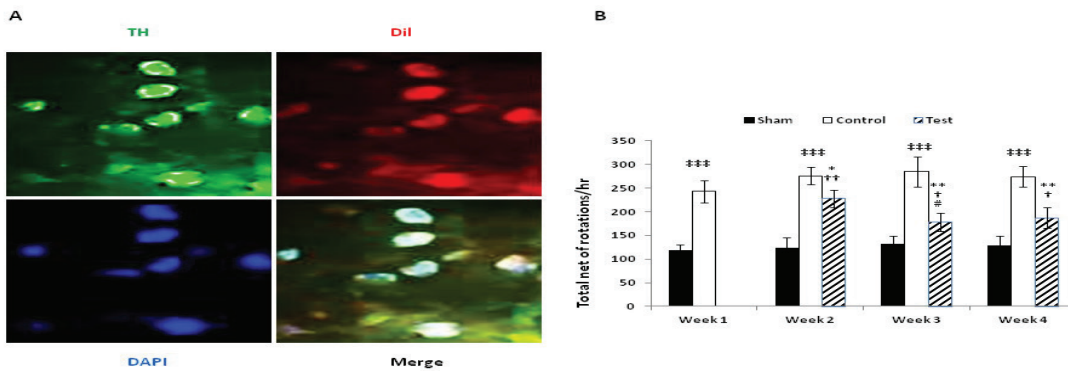 A
B
TH
DiI
DAPI
Merge
Sham
Control
Test
Total net of rotations/hr
350
300
250
200
150
100
50
0
‡‡‡
‡‡‡
*
††
‡‡‡
**
†
#
‡‡‡
**
†
Week 1
Week 2
Week 3
Week 4